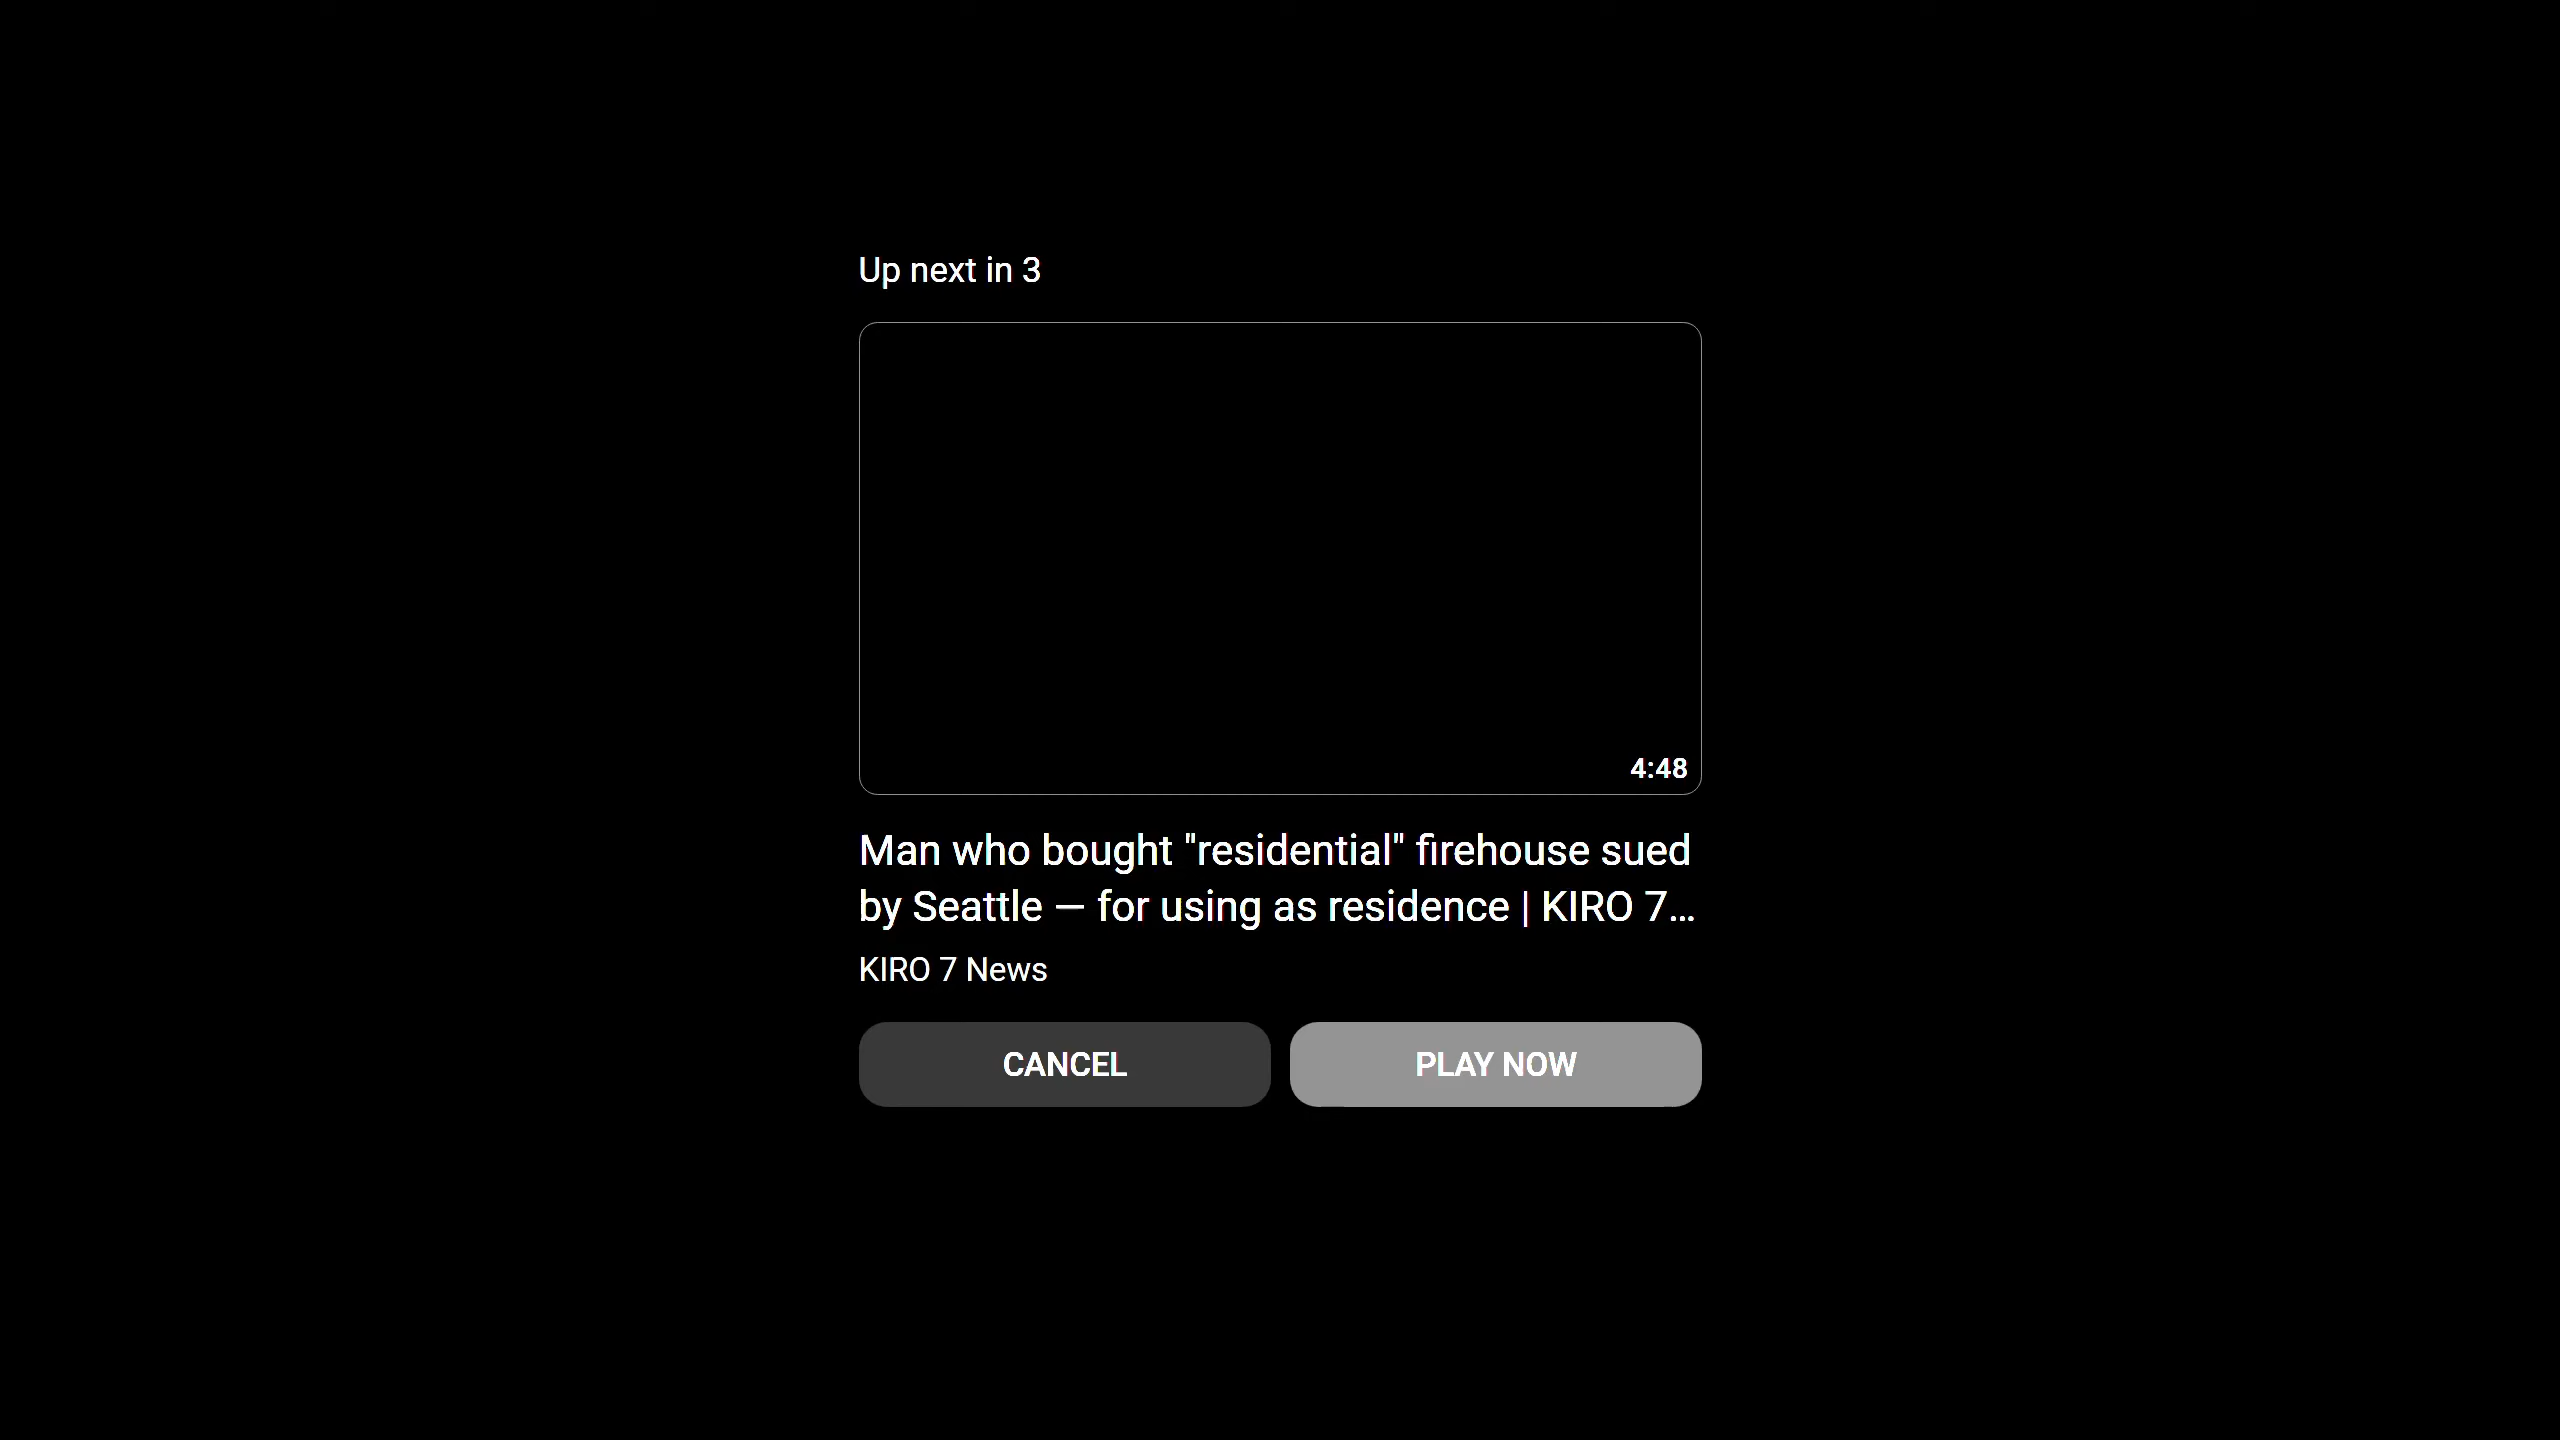 Up next in 3
4:48
Man who bought "residential" firehouse sued
by Seattle — for using as residence | KIRO 7...
KIRO 7 News
CANCEL
PLAY NOW